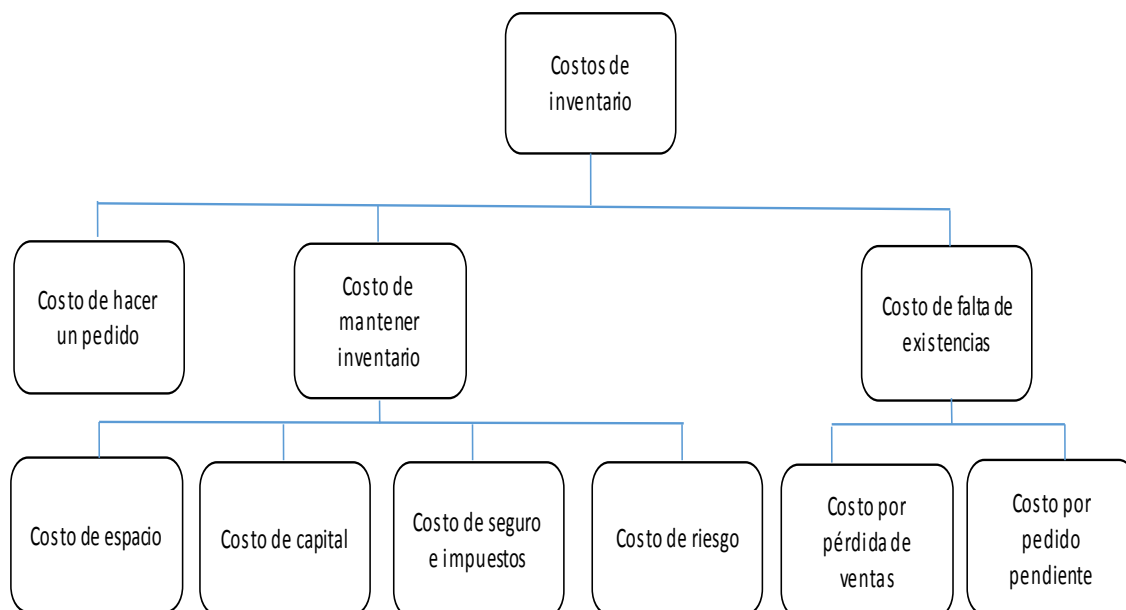 Costos de
inventario
Costo de hacer
un pedido
Costo de
mantener
inventario
Costo de falta de
existencias
Costo de espacio
Costo de capital
Costo de seguro
e impuestos
Costo de riesgo
Costo por
pérdida de
ventas
Costo por
pedido
pendiente